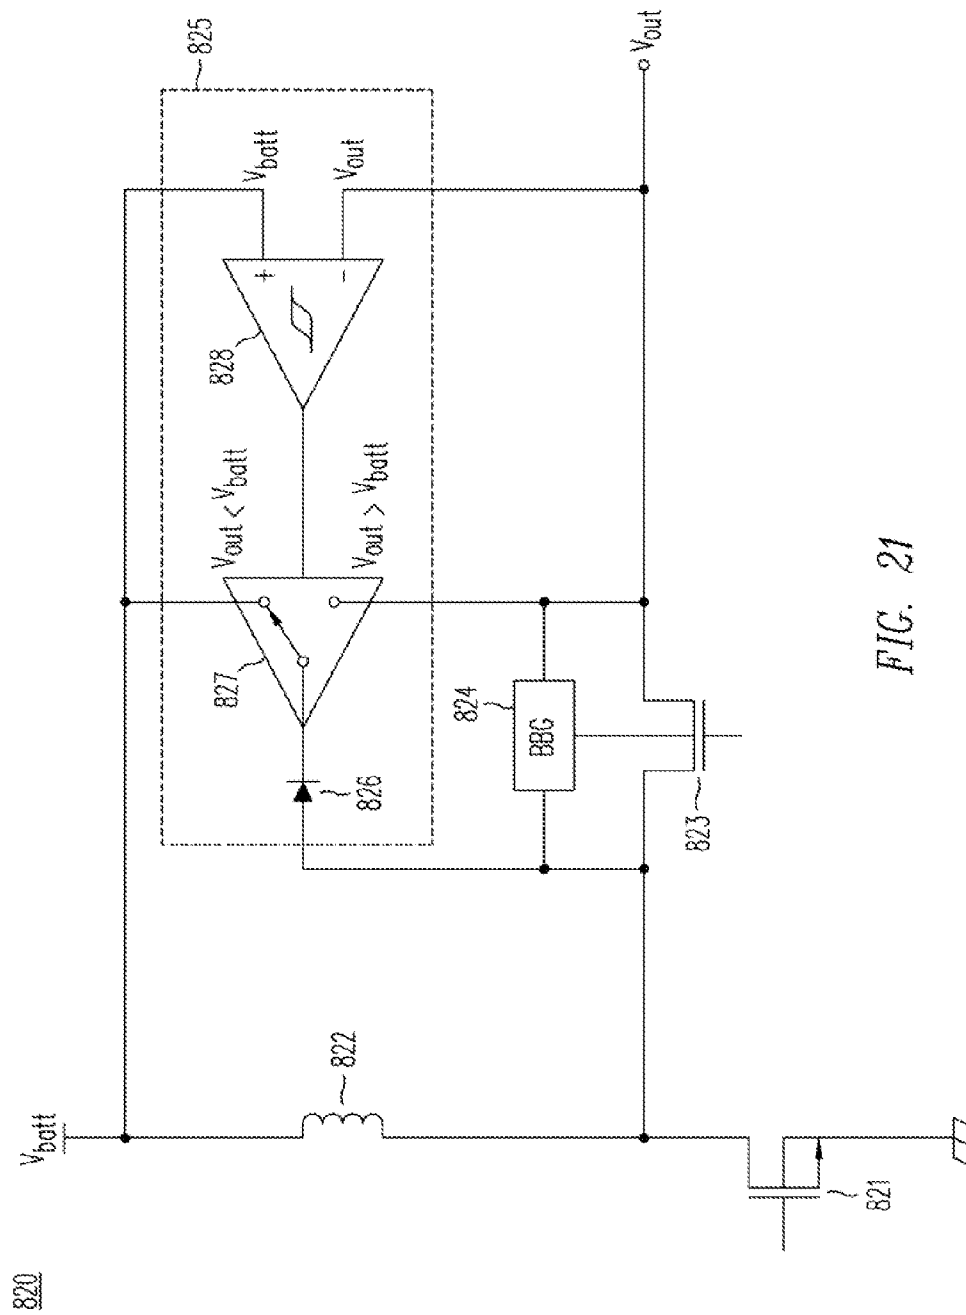 820
Vbatt
822
821
Vout < Vbatt
Vout > Vbatt
827
826
828
+
−
Vbatt
Vout
825
824
BBG
823
Vout
FIG. 21